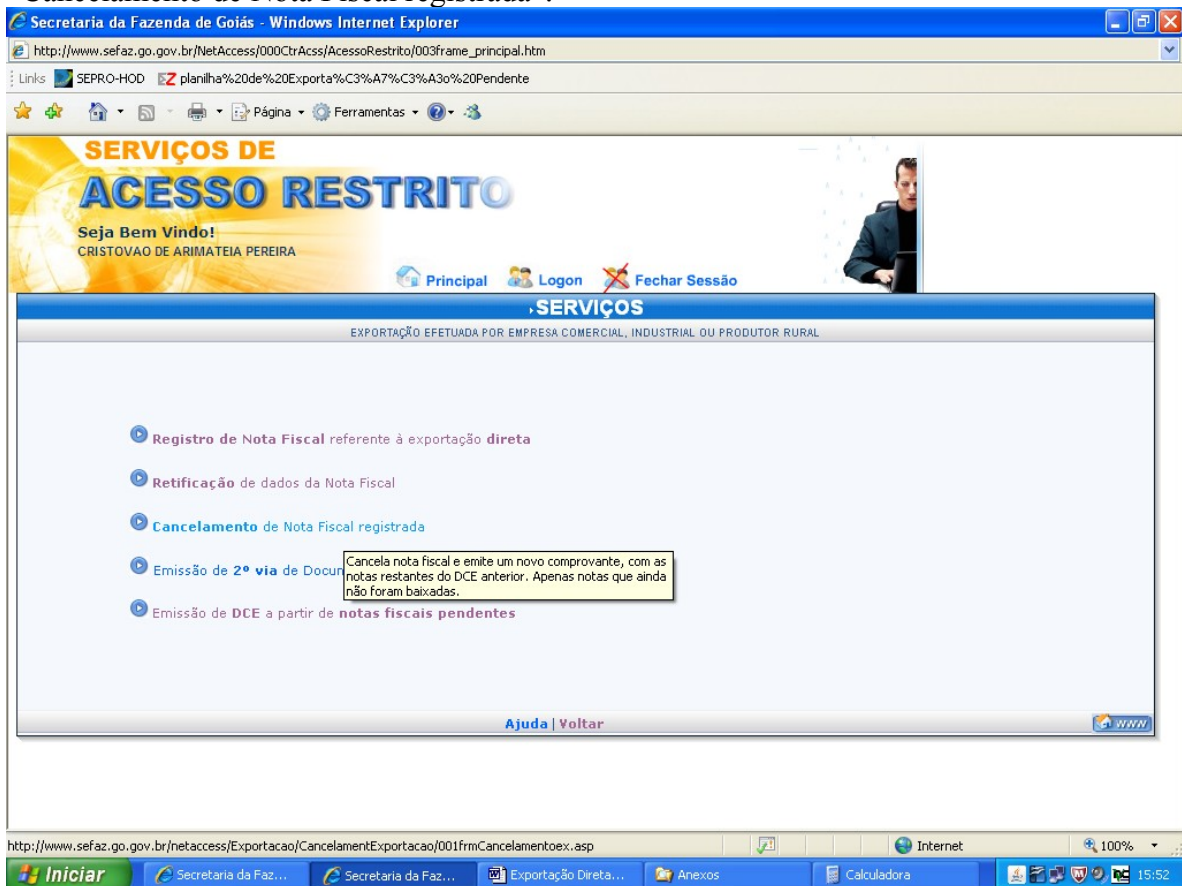 "Cancelamento de Nota Fiscal registrada".
Secretaria da Fazenda de Goiás - Windows Internet Explorer
http://www.sefaz.go.gov.br/NetAccess/000CtrAcss/AcessoRestrito/003frame_principal.htm
Links SEPRO-HOD planilha%20de%20Exporta%C3%A7%C3%A3o%20Pendente
Página Ferramentas
SERVIÇOS DE
ACESSO RESTRITO
Seja Bem Vindo!
CRISTOVAO DE ARIMATEIA PEREIRA
Principal Logon Fechar Sessão
SERVIÇOS
EXPORTAÇÃO EFETUADA POR EMPRESA COMERCIAL, INDUSTRIAL OU PRODUTOR RURAL
Registro de Nota Fiscal referente à exportação direta
Retificação de dados da Nota Fiscal
Cancelamento de Nota Fiscal registrada
Emissão de 2º via de Docum
Cancela nota fiscal e emite um novo comprovante, com as
notas restantes do DCE anterior. Apenas notas que ainda
não foram baixadas.
Emissão de DCE a partir de notas fiscais pendentes
Ajuda | Voltar
www
http://www.sefaz.go.gov.br/netaccess/Exportacao/CancelamentExportacao/001frmCancelamentoex.asp Internet 100%
Iniciar Secretaria da Faz... Secretaria da Faz... Exportação Direta... Anexos Calculadora 15:52